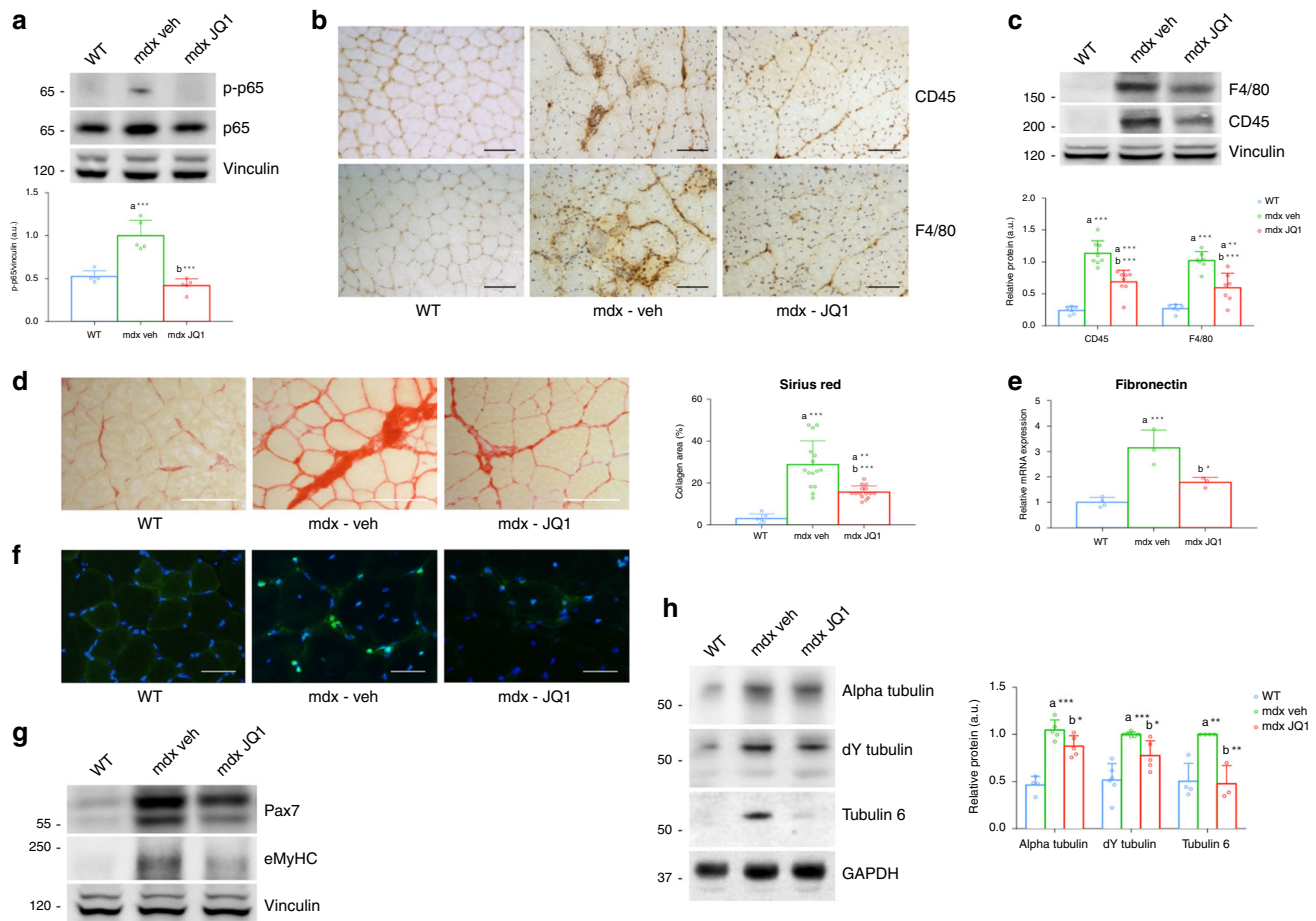 a
WT
mdx veh
mdx JQ1
65 -
p-p65
65 -
p65
120 -
Vinculin
p-p65/vinculin (a.u.)
1.5
1.0
0.5
0.0
a ***
b ***
WT
mdx veh
mdx JQ1
b
CD45
F4/80
WT
mdx - veh
mdx - JQ1
c
WT
mdx veh
mdx JQ1
150 -
F4/80
200 -
CD45
120 -
Vinculin
WT
mdx veh
mdx JQ1
Relative protein (a.u.)
1.5
1.0
0.5
0.0
a ***
a ***
b ***
a ***
a **
b ***
CD45
F4/80
d
WT
mdx - veh
mdx - JQ1
Sirius red
Collagen area (%)
60
40
20
0
a ***
a **
b ***
WT
mdx veh
mdx JQ1
e
Fibronectin
Relative mRNA expression
5
4
3
2
1
0
a ***
b *
WT
mdx veh
mdx JQ1
f
WT
mdx - veh
mdx - JQ1
g
WT
mdx veh
mdx JQ1
55 -
Pax7
250 -
eMyHC
120 -
Vinculin
h
WT
mdx veh
mdx JQ1
50 -
Alpha tubulin
50 -
dY tubulin
50 -
Tubulin 6
37 -
GAPDH
WT
mdx veh
mdx JQ1
Relative protein (a.u.)
1.5
1.0
0.5
0.0
a ***
b *
a ***
b *
a **
b **
Alpha tubulin
dY tubulin
Tubulin 6